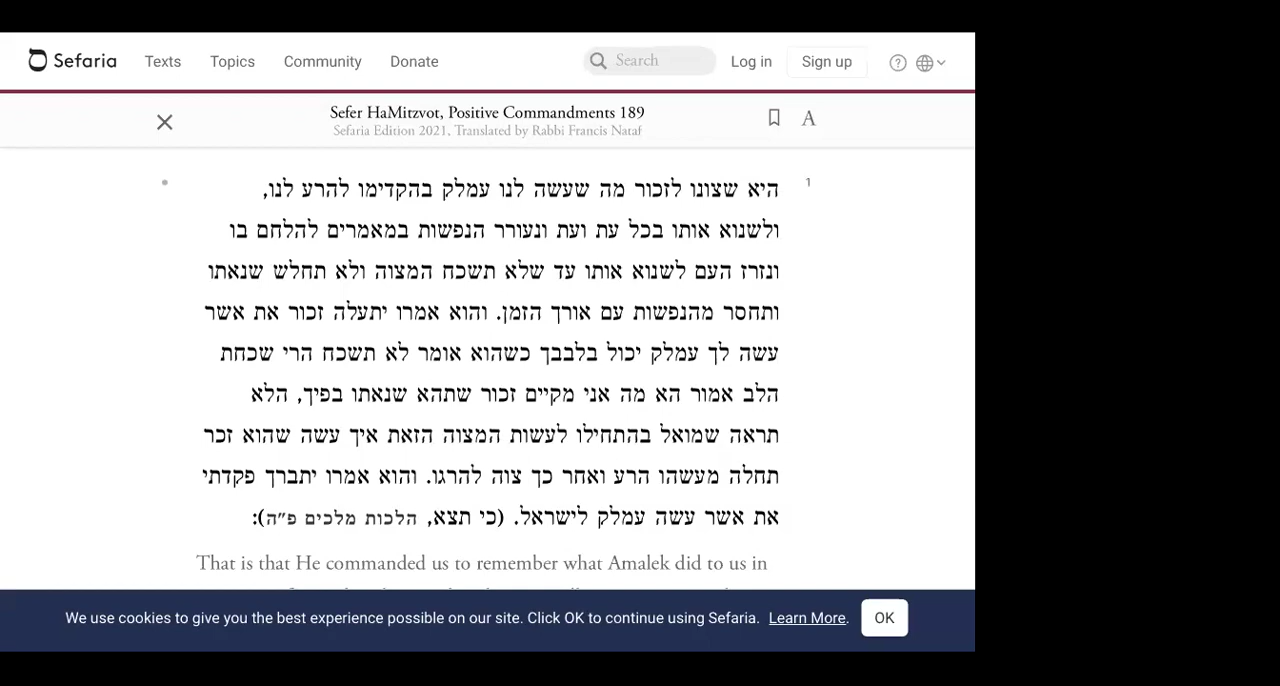 Sefaria Texts Topics Community Donate Search Log in Sign up
Sefer HaMitzvot, Positive Commandments 189
Sefaria Edition 2021, Translated by Rabbi Francis Nataf
A
1
היא שצונו לזכור מה שעשה לנו עמלק בהקדימו להרע לנו,
ולשנוא אותו בכל עת ועת ונעורר הנפשות במאמרים להלחם בו
ונזרז העם לשנוא אותו עד שלא תשכח המצוה ולא תחלש שנאתו
ותחסר מהנפשות עם אורך הזמן. והוא אמרו יתעלה זכור את אשר
עשה לך עמלק יכול בלבבך כשהוא אומר לא תשכח הרי שכחת
הלב אמור הא מה אני מקיים זכור שתהא שנאתו בפיך, הלא
תראה שמואל בהתחילו לעשות המצוה הזאת איך עשה שהוא זכר
תחלה מעשהו הרע ואחר כך צוה להרגו. והוא אמרו יתברך פקדתי
את אשר עשה עמלק לישראל. (כי תצא, הלכות מלכים פ״ה):
That is that He commanded us to remember what Amalek did to us in
We use cookies to give you the best experience possible on our site. Click OK to continue using Sefaria. Learn More. OK